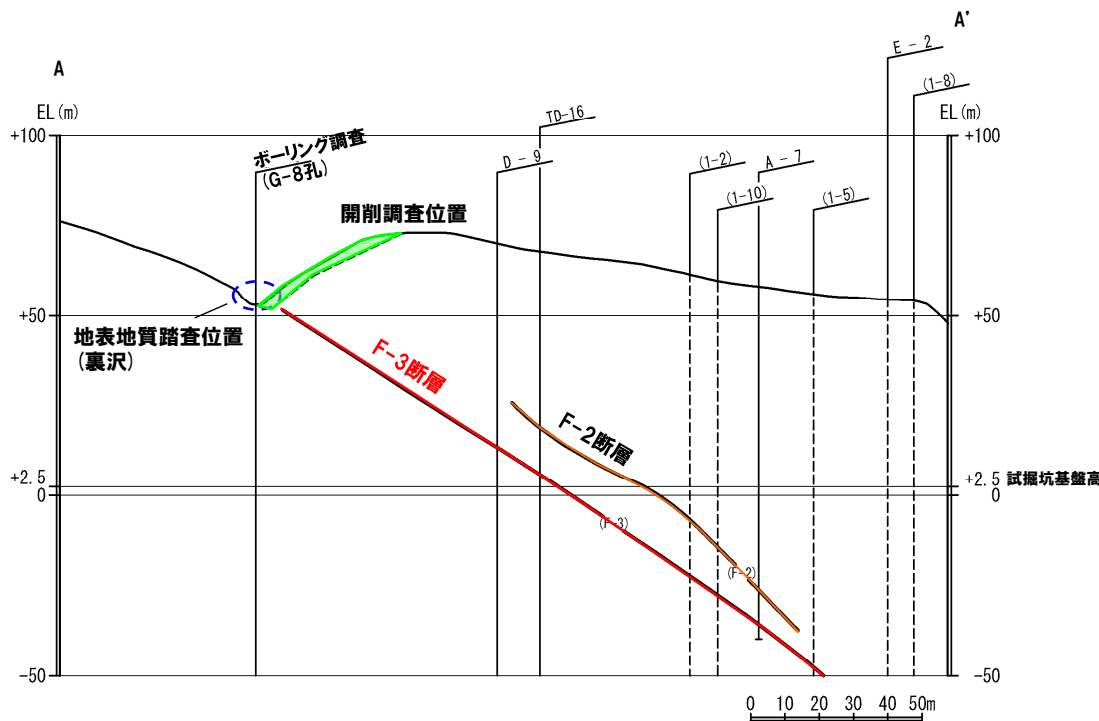 A'
E-2
A
(1-8)
EL(m)
EL(m)
TD-16
+100
+100
ボーリング調査
(G-8孔)
D-9
(1-2)
A-7
(1-10)
(1-5)
開削調査位置
+50
+50
地表地質踏査位置
(裏沢)
F-3断層
F-2断層
+2.5
+2.5 試掘坑基盤高
0
0
(F-3)
(F-2)
-50
-50
0 10 20 30 40 50m